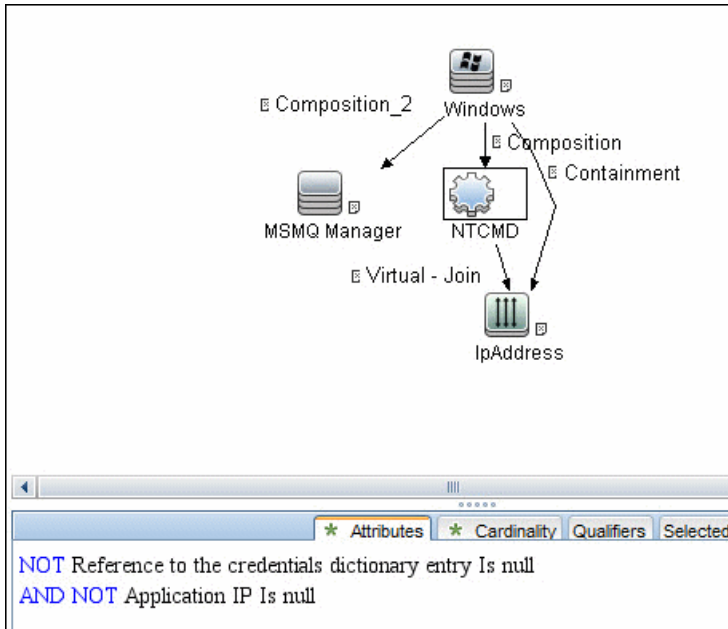 Windows
Composition_2
Composition
Containment
MSMQ Manager
NTCMD
Virtual - Join
IpAddress
* Attributes
* Cardinality
Qualifiers
Selected
NOT Reference to the credentials dictionary entry Is null
AND NOT Application IP Is null